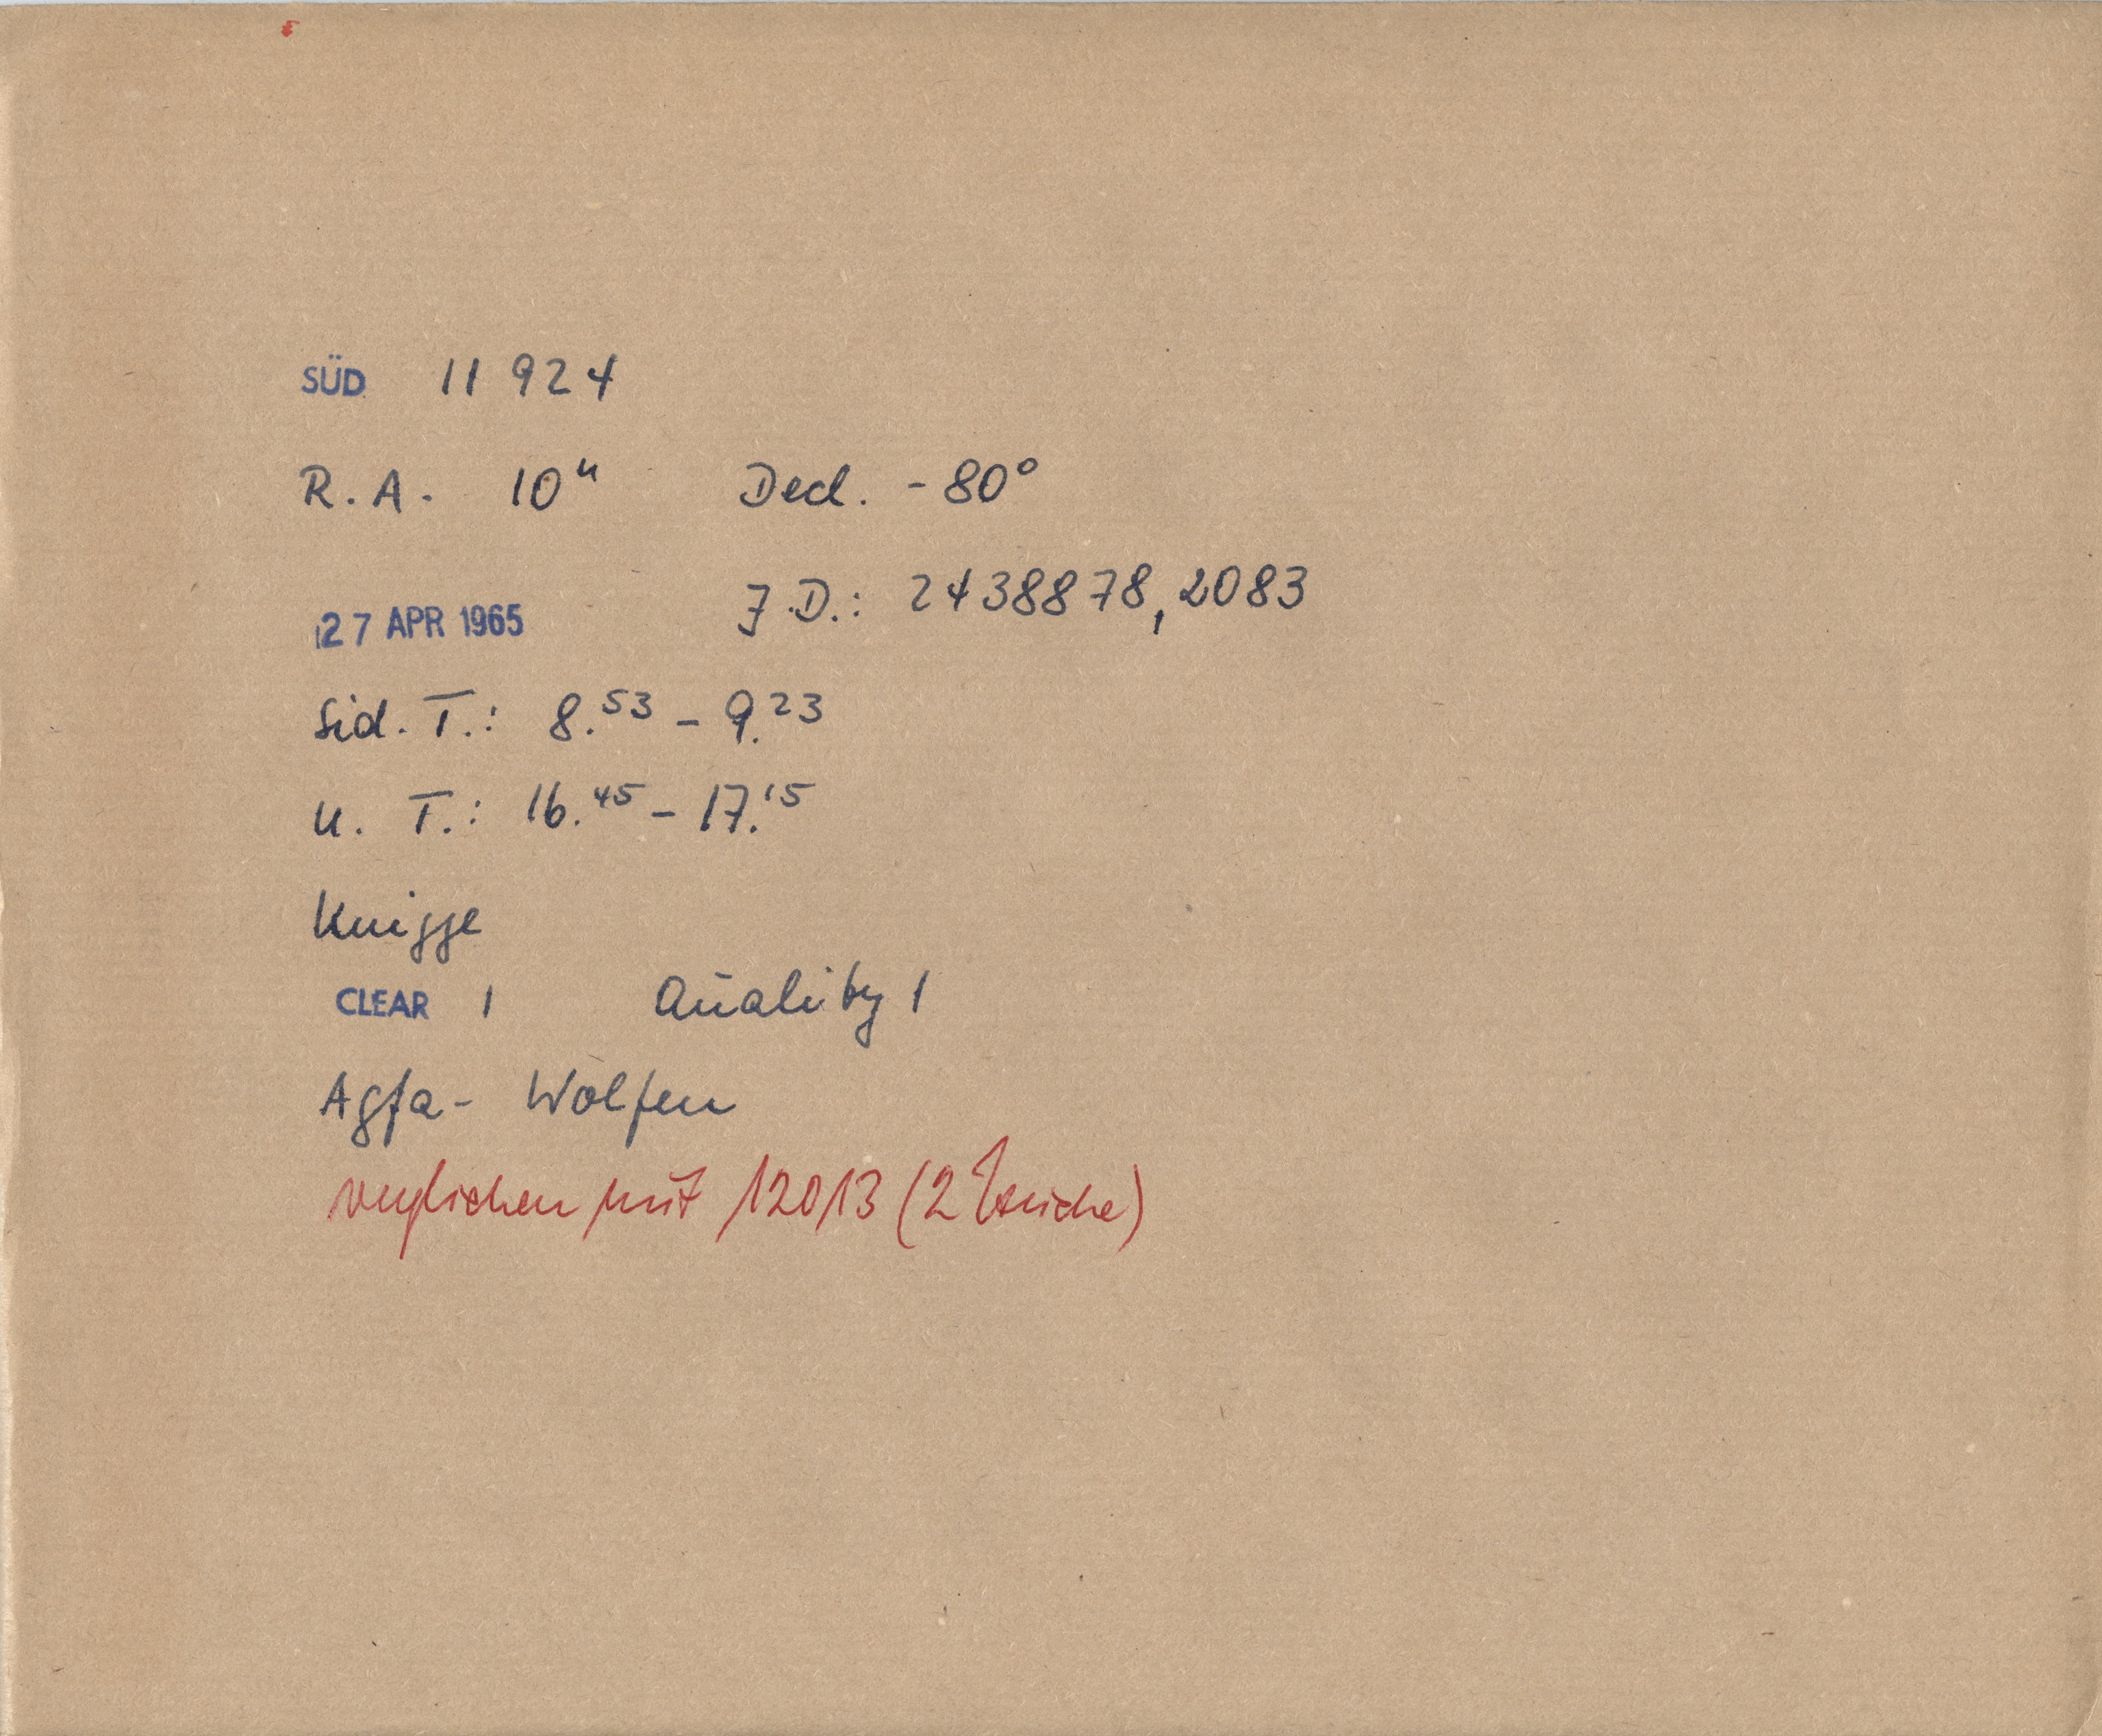 SÜD 11 924
R.A. 10ʰ Decl. -80°
J.D.: 2438878,2083
27 APR 1965
Sid. T.: 8.⁵³ - 9.²³
U. T.: 16.⁴⁵ - 17.¹⁵
Knigge
CLEAR 1 Quality 1
Agfa- Wolfen
verglichen mit 12013 (2 Striche)